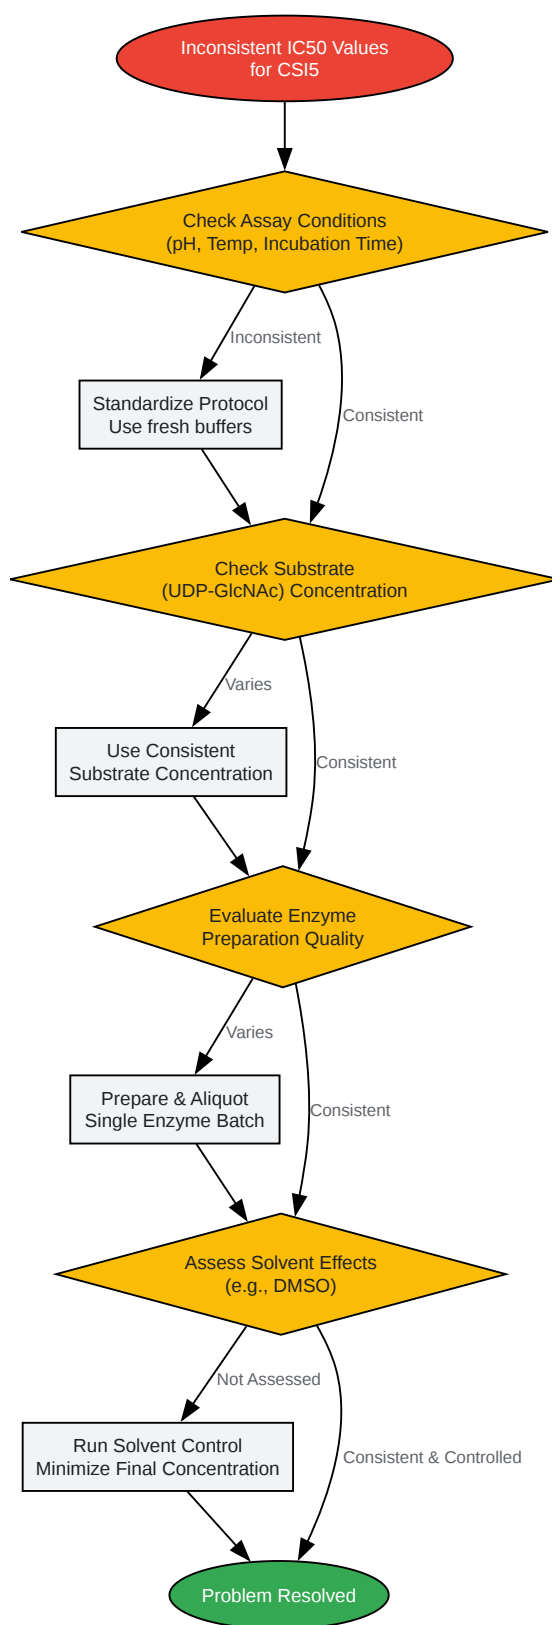 Inconsistent IC50 Values
for CSI5
Check Assay Conditions
(pH, Temp, Incubation Time)
Inconsistent
Standardize Protocol
Use fresh buffers
Consistent
Check Substrate
(UDP-GlcNAc) Concentration
Varies
Use Consistent
Substrate Concentration
Consistent
Evaluate Enzyme
Preparation Quality
Varies
Prepare & Aliquot
Single Enzyme Batch
Consistent
Assess Solvent Effects
(e.g., DMSO)
Not Assessed
Run Solvent Control
Minimize Final Concentration
Consistent & Controlled
Problem Resolved